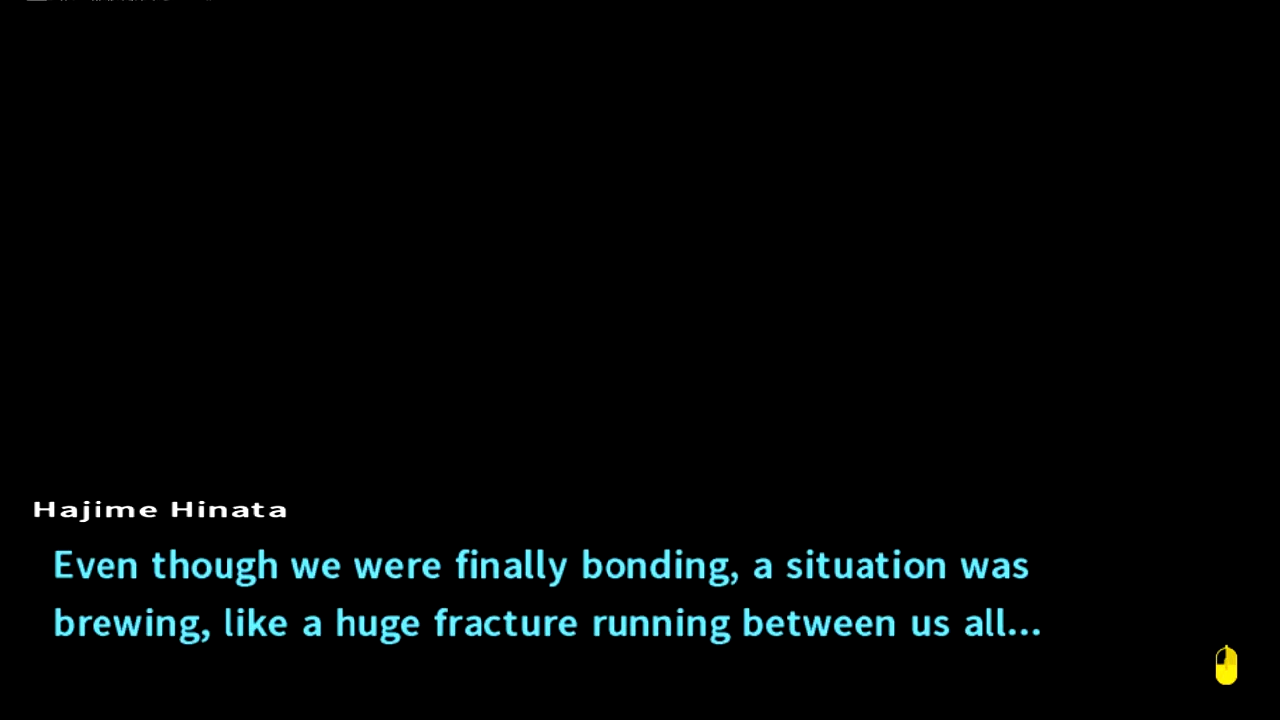 Hajime Hinata
Even though we were finally bonding, a situation was
brewing, like a huge fracture running between us all...